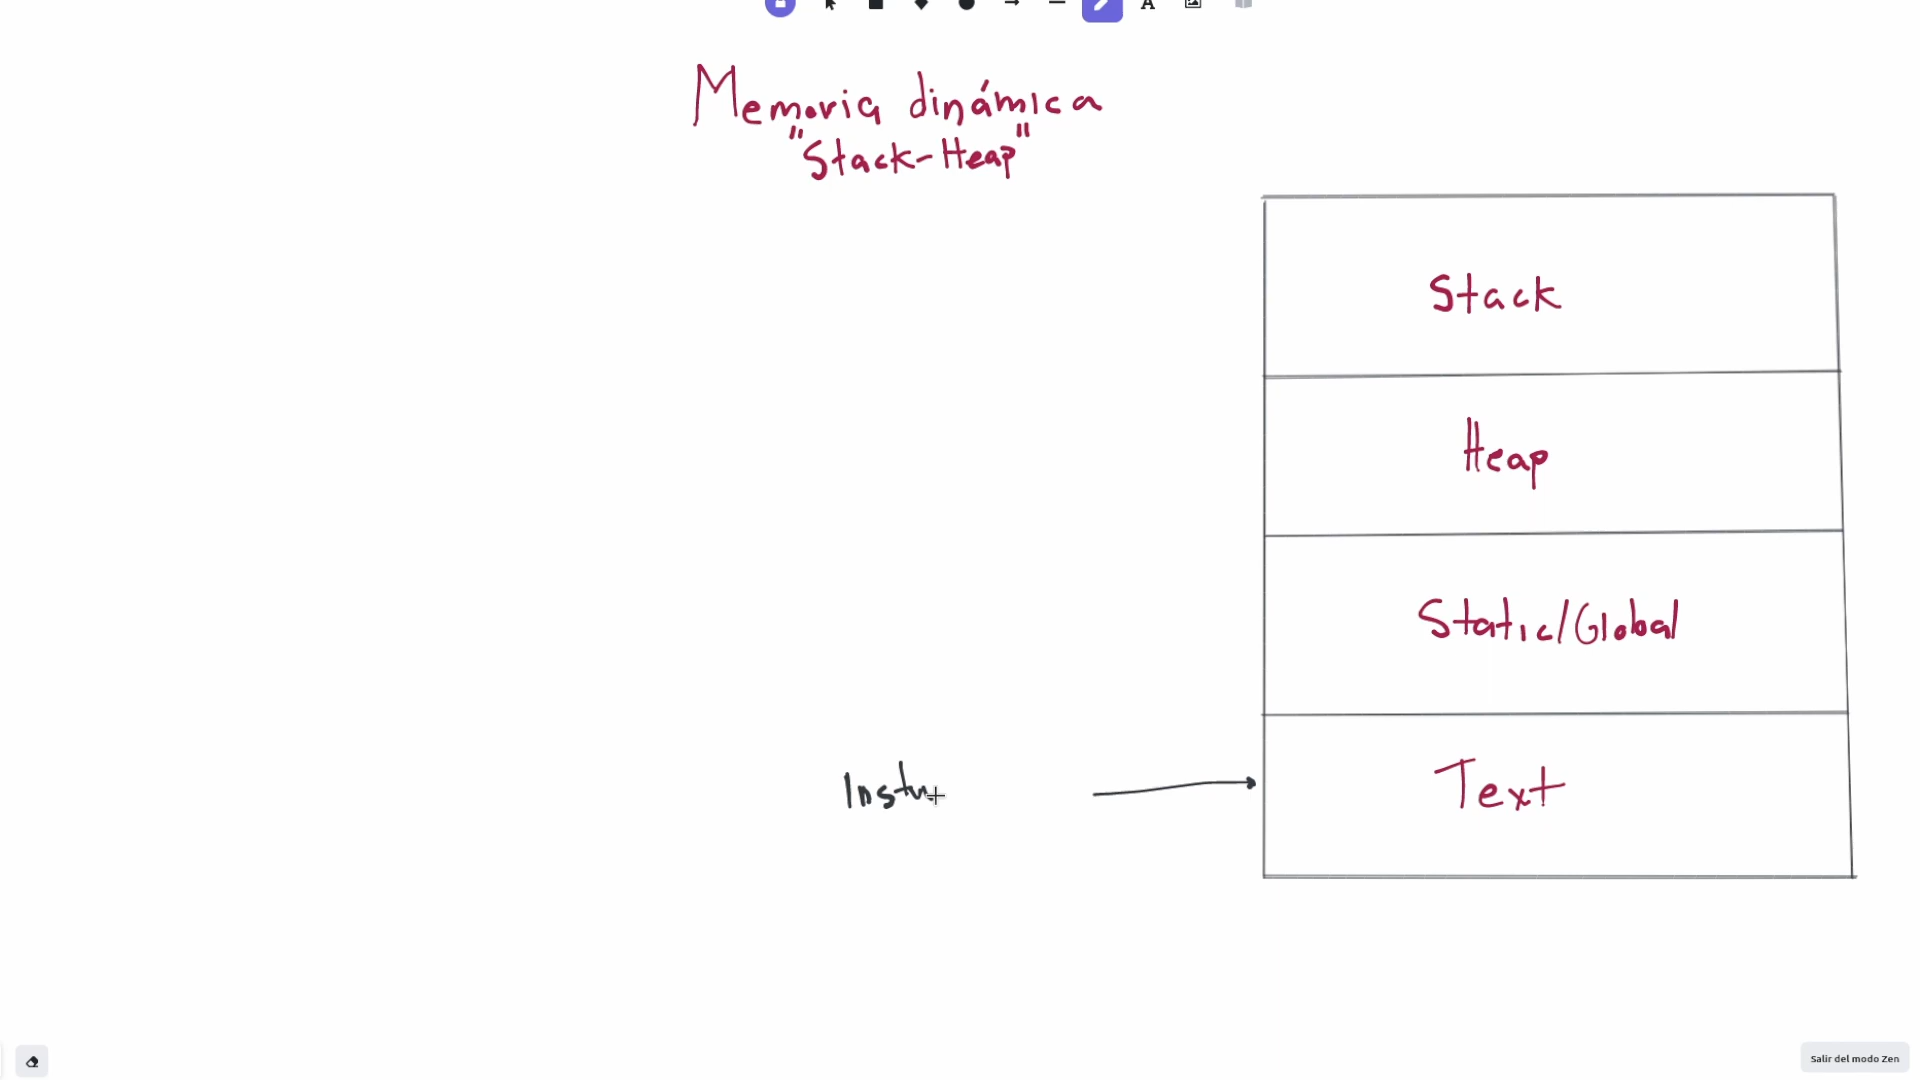 Memoria dinámica
"Stack-Heap"
Stack
Heap
Static/Global
Instr
Text
Salir del modo Zen